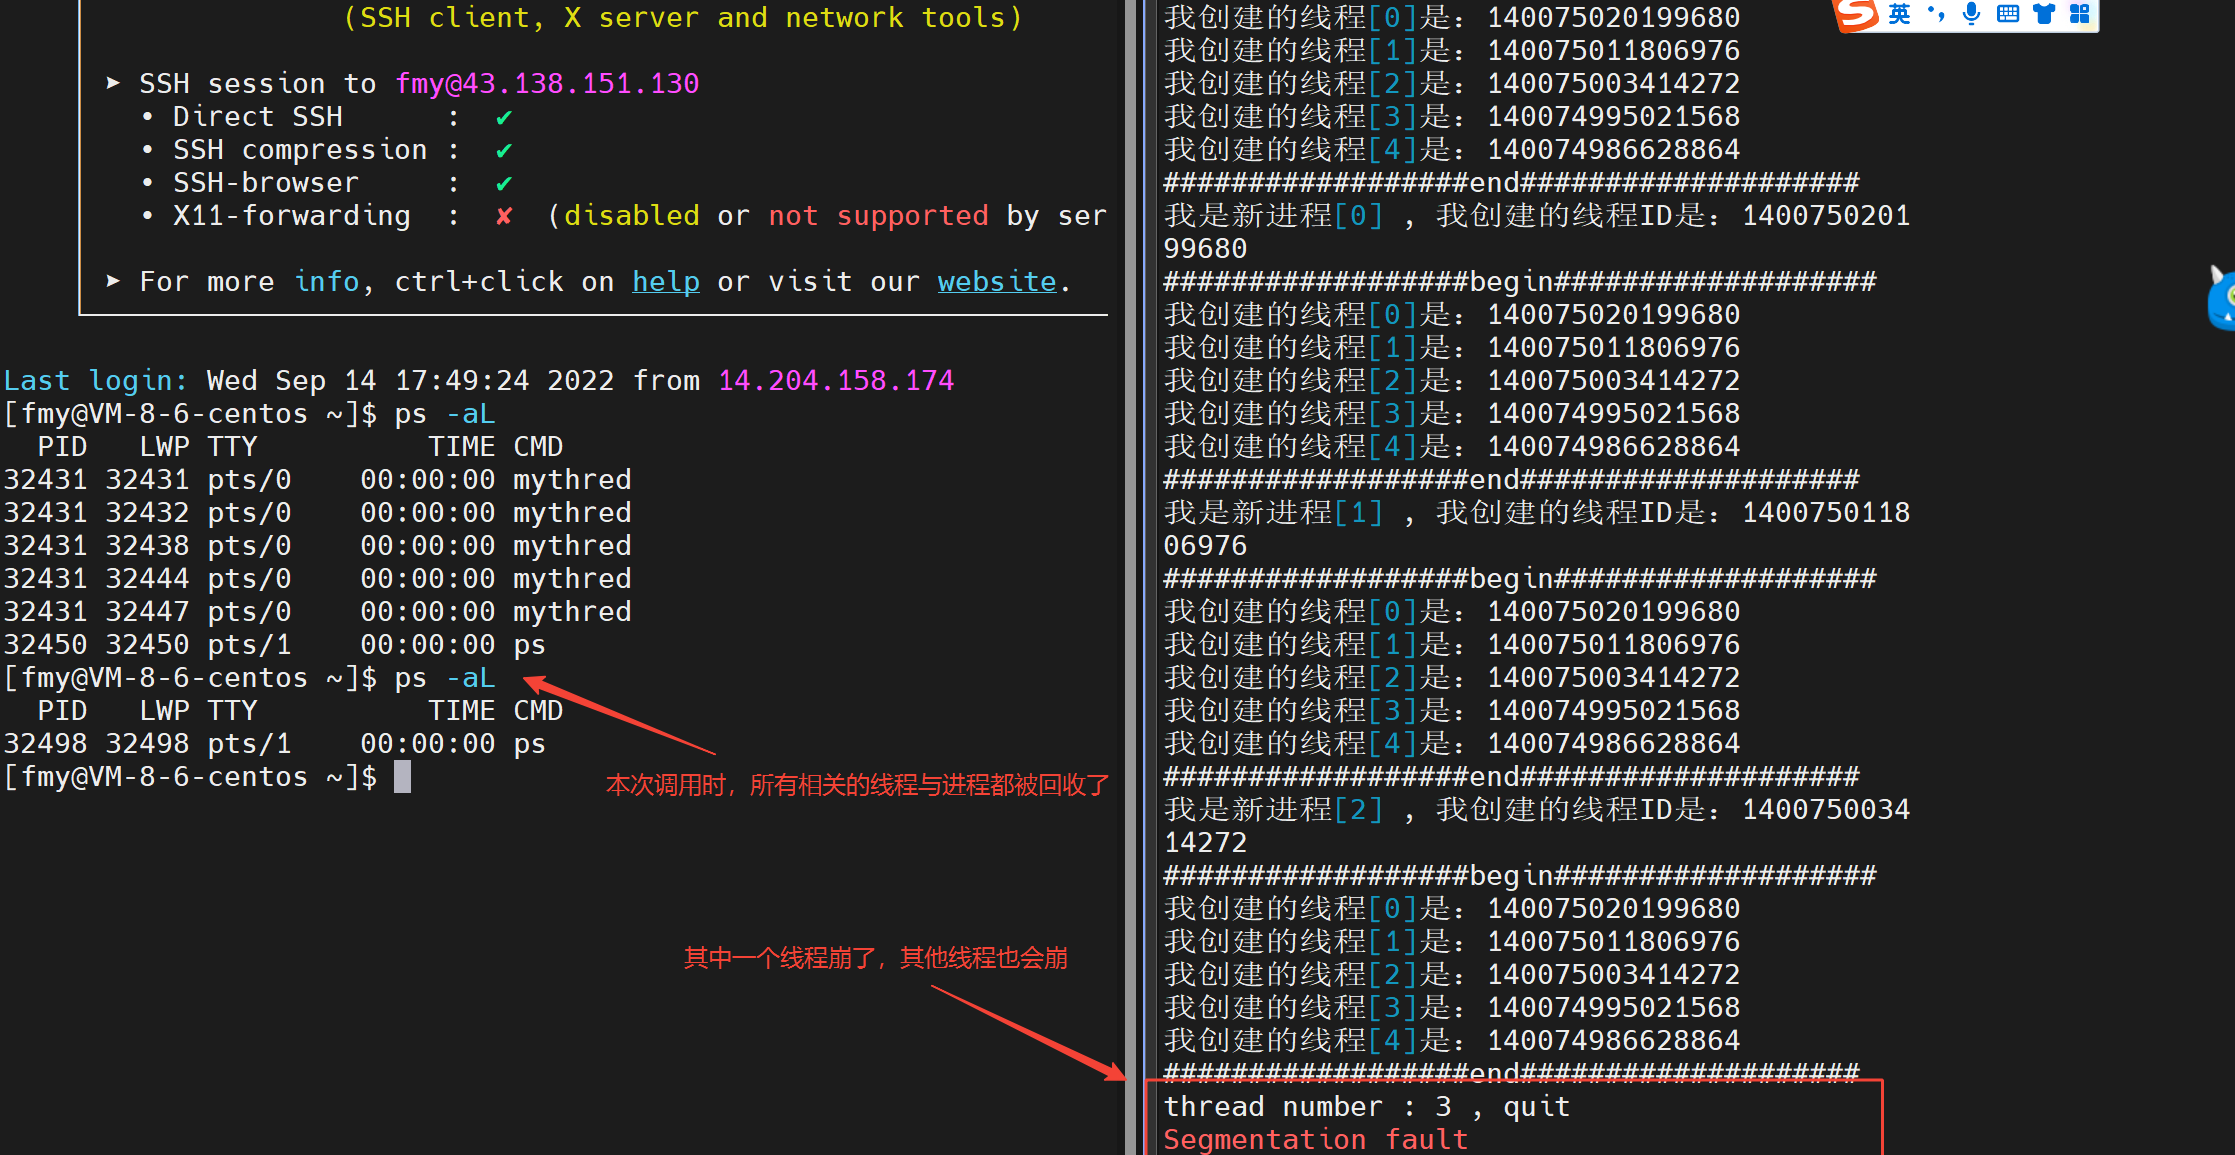 (SSH client, X server and network tools)
➤ SSH session to fmy@43.138.151.130
• Direct SSH : ✔
• SSH compression : ✔
• SSH-browser : ✔
• X11-forwarding : ✘ (disabled or not supported by ser
➤ For more info, ctrl+click on help or visit our website.
Last login: Wed Sep 14 17:49:24 2022 from 14.204.158.174
[fmy@VM-8-6-centos ~]$ ps -aL
PID LWP TTY TIME CMD
32431 32431 pts/0 00:00:00 mythred
32431 32432 pts/0 00:00:00 mythred
32431 32438 pts/0 00:00:00 mythred
32431 32444 pts/0 00:00:00 mythred
32431 32447 pts/0 00:00:00 mythred
32450 32450 pts/1 00:00:00 ps
[fmy@VM-8-6-centos ~]$ ps -aL
PID LWP TTY TIME CMD
32498 32498 pts/1 00:00:00 ps
[fmy@VM-8-6-centos ~]$
本次调用时，所有相关的线程与进程都被回收了
其中一个线程崩了，其他线程也会崩
我创建的线程[0]是：140075020199680
我创建的线程[1]是：140075011806976
我创建的线程[2]是：140075003414272
我创建的线程[3]是：140074995021568
我创建的线程[4]是：140074986628864
##################end####################
我是新进程[0] ，我创建的线程ID是：1400750201
99680
##################begin###################
我创建的线程[0]是：140075020199680
我创建的线程[1]是：140075011806976
我创建的线程[2]是：140075003414272
我创建的线程[3]是：140074995021568
我创建的线程[4]是：140074986628864
##################end####################
我是新进程[1] ，我创建的线程ID是：1400750118
06976
##################begin###################
我创建的线程[0]是：140075020199680
我创建的线程[1]是：140075011806976
我创建的线程[2]是：140075003414272
我创建的线程[3]是：140074995021568
我创建的线程[4]是：140074986628864
##################end####################
我是新进程[2] ，我创建的线程ID是：1400750034
14272
##################begin###################
我创建的线程[0]是：140075020199680
我创建的线程[1]是：140075011806976
我创建的线程[2]是：140075003414272
我创建的线程[3]是：140074995021568
我创建的线程[4]是：140074986628864
##################end####################
thread number : 3 , quit
Segmentation fault
S 英